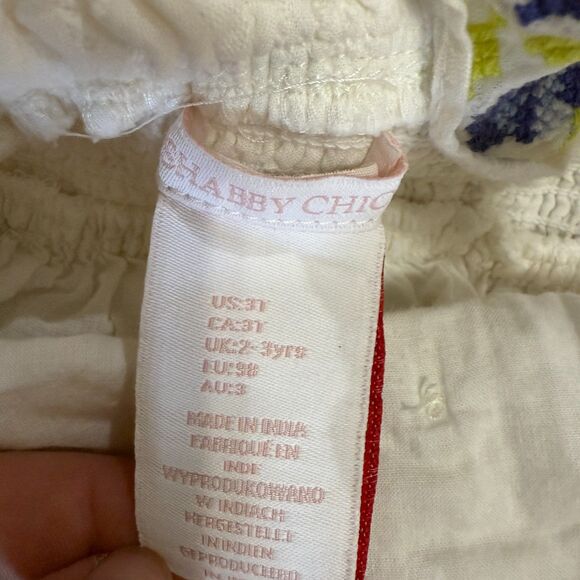 SHABBY CHIC
US:3T
CA:3T
UK:2-3yrs
EU:98
AU:3
MADE IN INDIA
FABRIQUÉ EN
INDE
WYPRODUKOWANO
W INDIACH
HERGESTELLT
IN INDIEN
GEPRODUCEERD